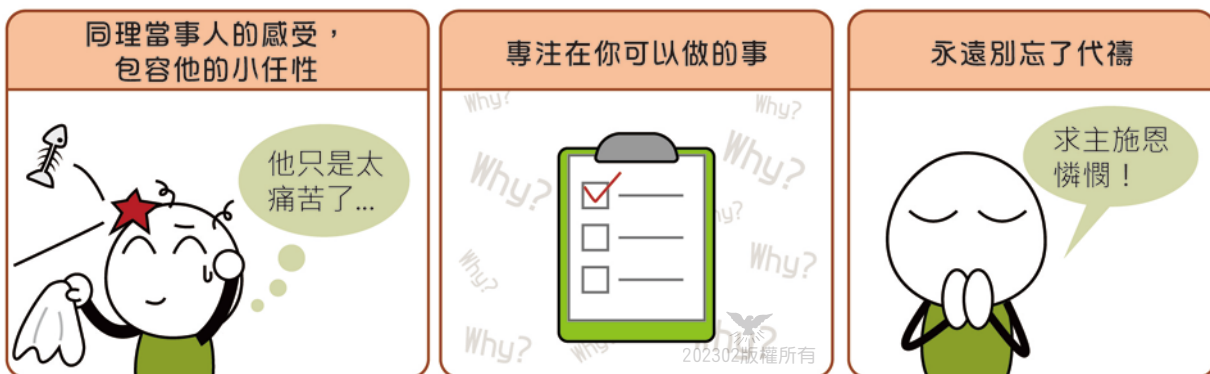 同理當事人的感受，
包容他的小任性
他只是太
痛苦了...
專注在你可以做的事
Why?
Why?
Why?
Why?
Why?
Why?
Why?
Why?
202302版權所有
永遠別忘了代禱
求主施恩
憐憫！